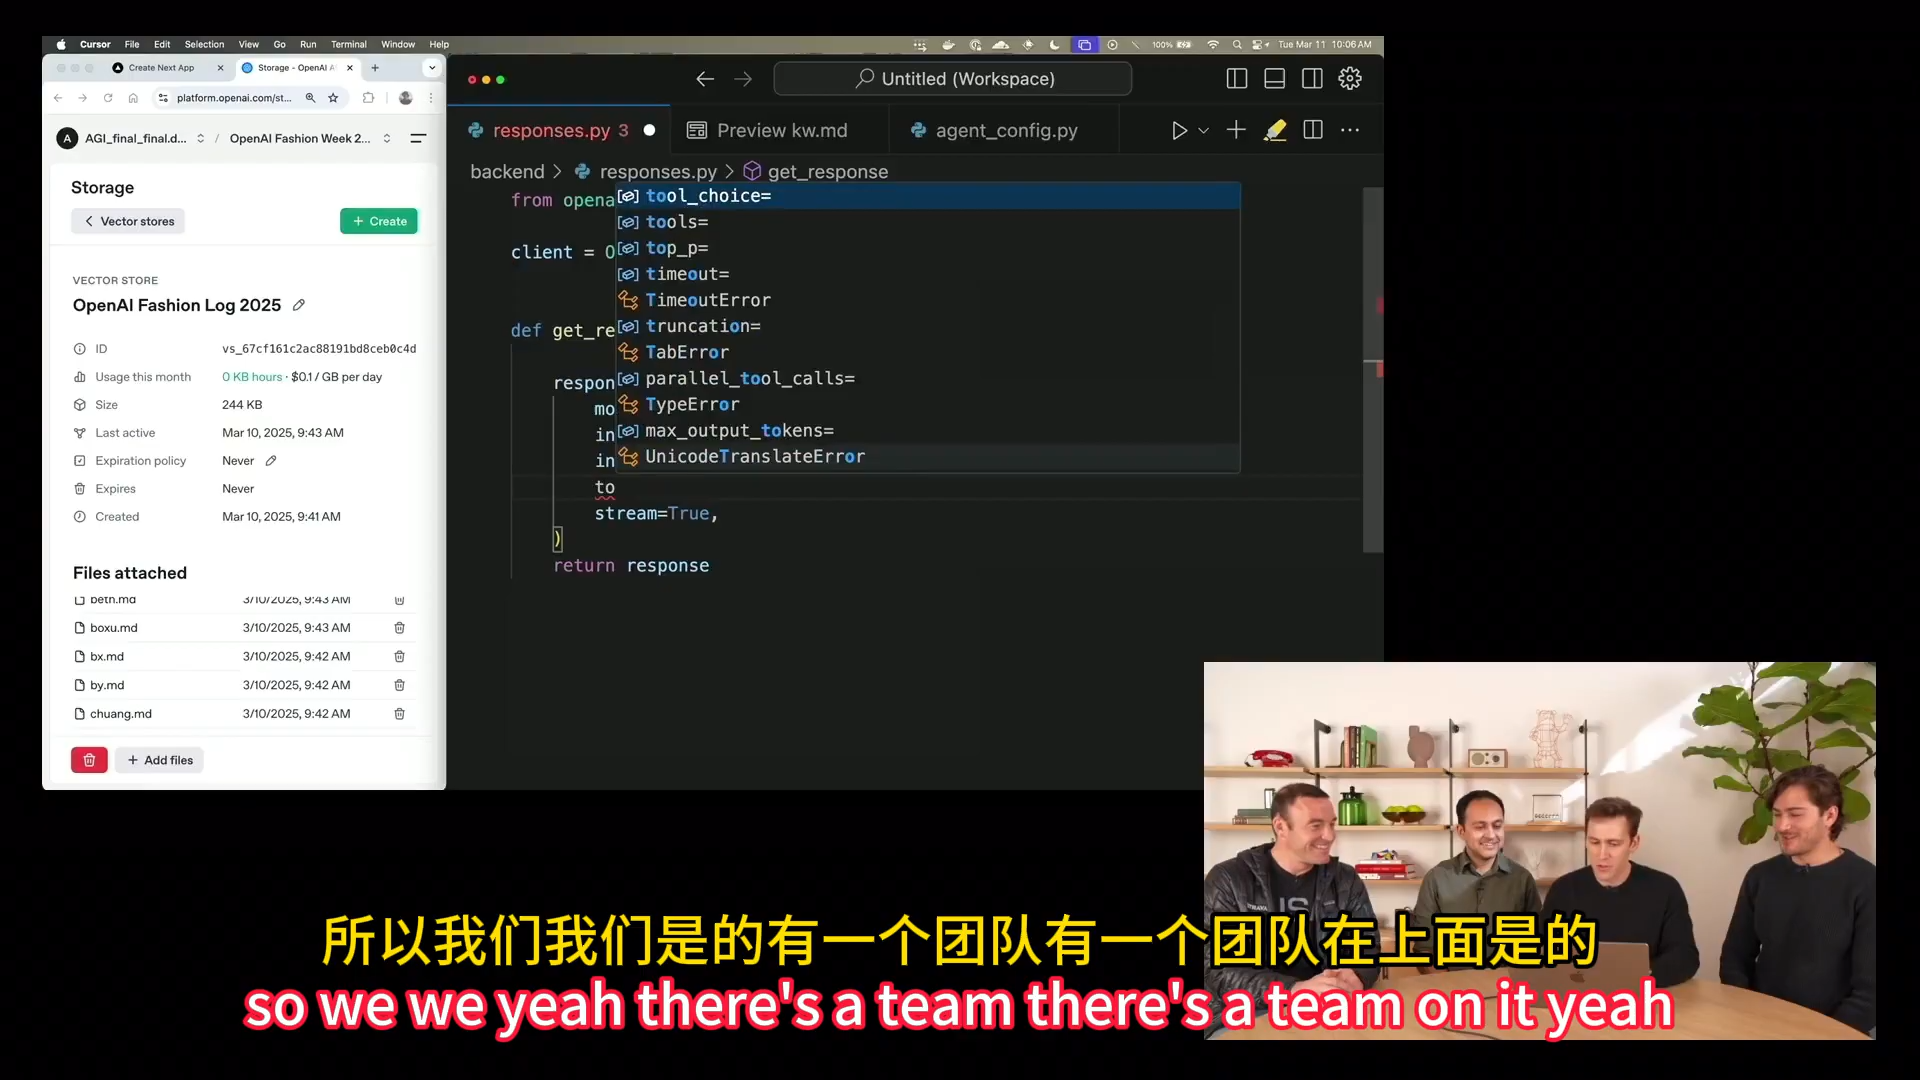 Cursor File Edit Selection View Go Run Terminal Window Help
100% Tue Mar 11 10:06 AM
Create Next App
Storage - OpenAI A
platform.openai.com/st...
A AGI_final_final.d... / OpenAI Fashion Week 2...
Storage
Vector stores
+ Create
VECTOR STORE
OpenAI Fashion Log 2025
ID vs_67cf161c2ac88191bd8ceb0c4d
Usage this month 0 KB hours · $0.1 / GB per day
Size 244 KB
Last active Mar 10, 2025, 9:43 AM
Expiration policy Never
Expires Never
Created Mar 10, 2025, 9:41 AM
Files attached
beth.md 3/10/2025, 9:43 AM
boxu.md 3/10/2025, 9:43 AM
bx.md 3/10/2025, 9:42 AM
by.md 3/10/2025, 9:42 AM
chuang.md 3/10/2025, 9:42 AM
+ Add files
Untitled (Workspace)
responses.py 3
Preview kw.md
agent_config.py
backend > responses.py > get_response
from opena
client = O
def get_re
respon
mo
in
in
to
stream=True,
)
return response
tool_choice=
tools=
top_p=
timeout=
TimeoutError
truncation=
TabError
parallel_tool_calls=
TypeError
max_output_tokens=
UnicodeTranslateError
所以我们我们是的有一个团队有一个团队在上面是的
so we we yeah there's a team there's a team on it yeah